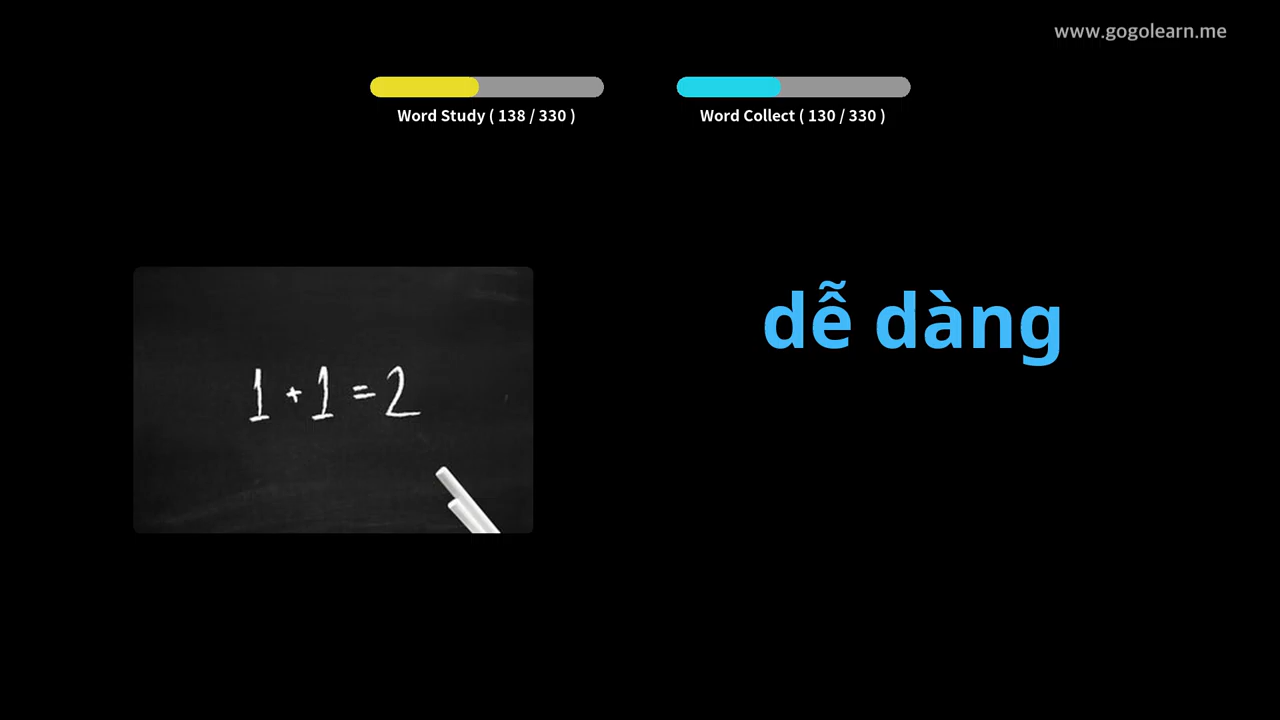 www.gogolearn.me
Word Study ( 138 / 330 )
Word Collect ( 130 / 330 )
dễ dàng
1 + 1 = 2